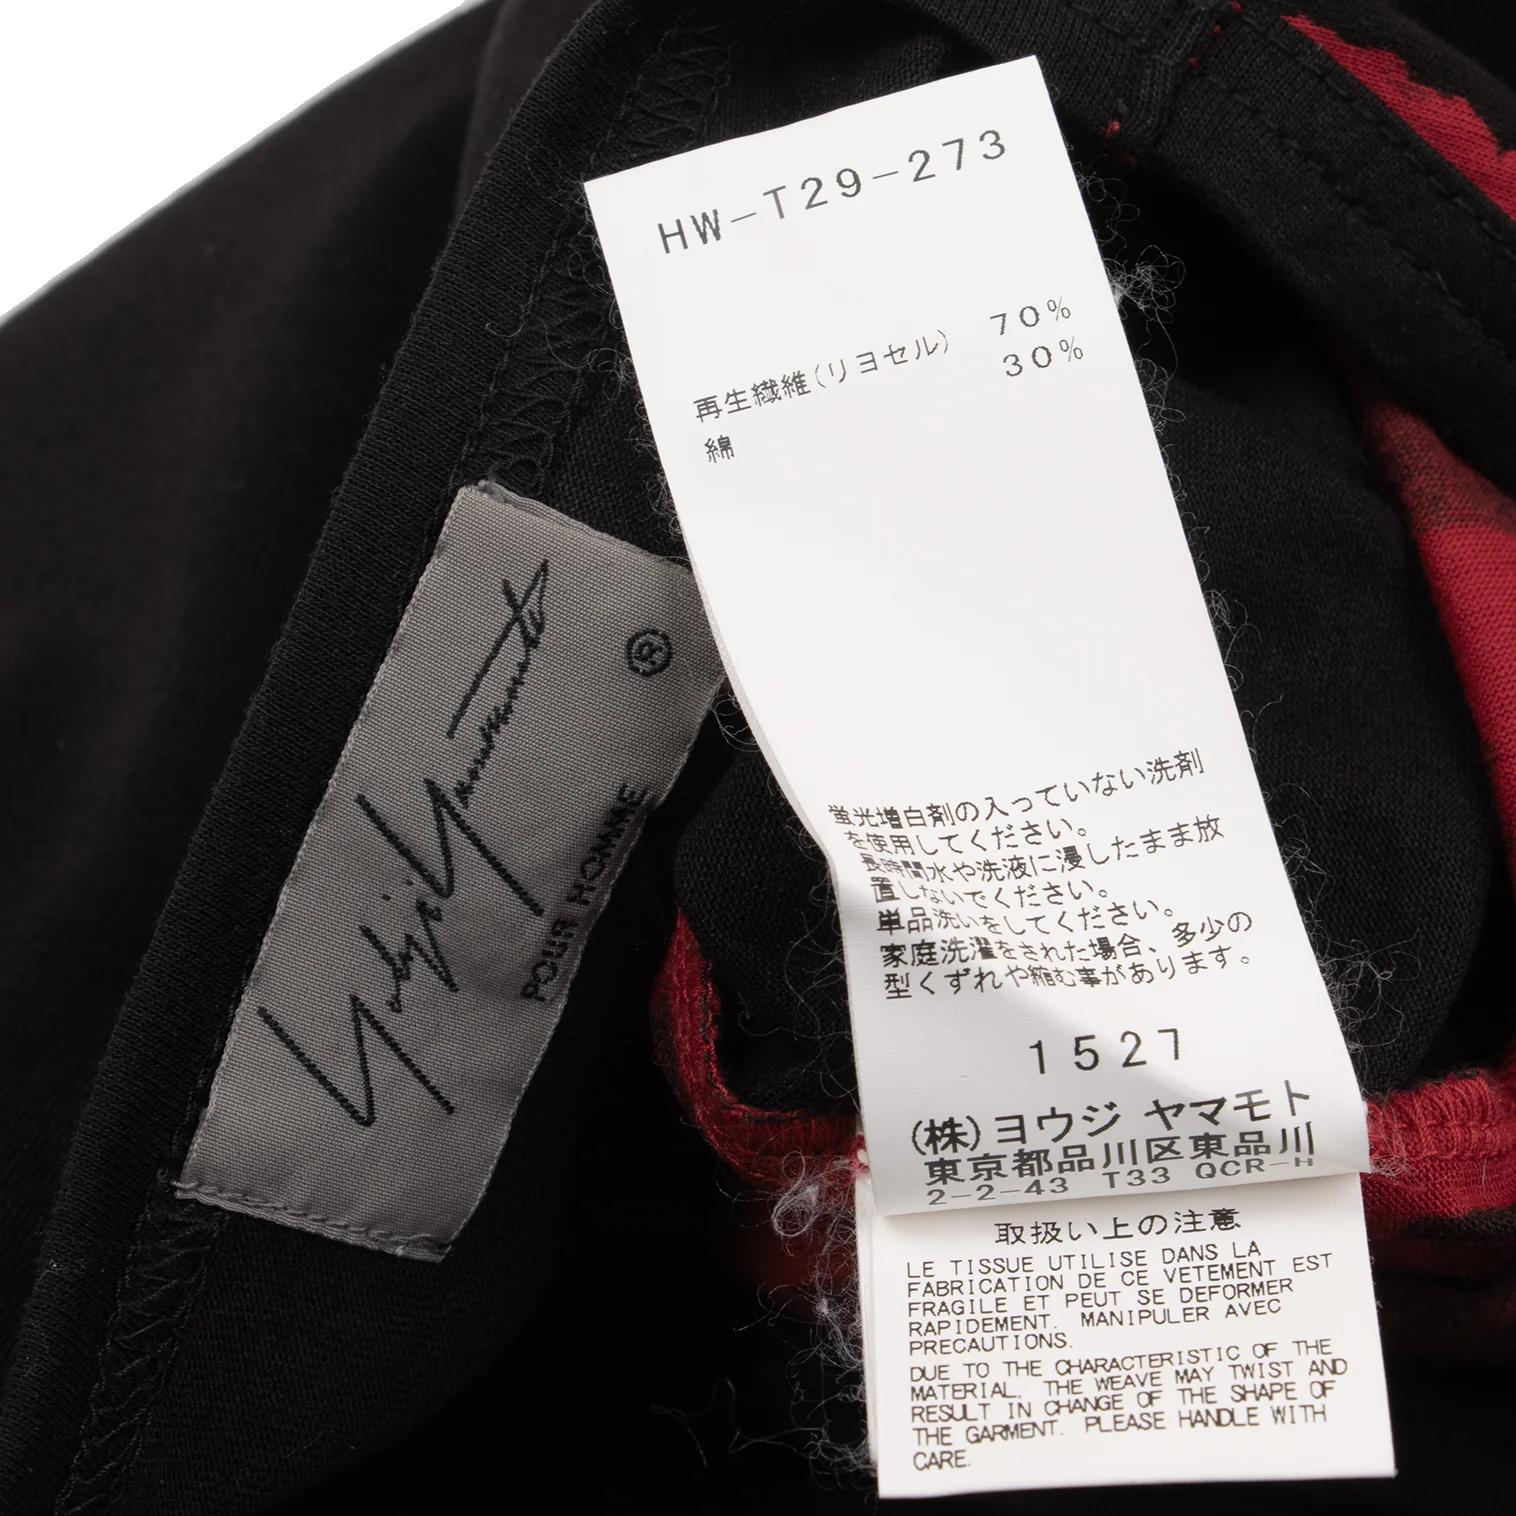 HW-T29-273
再生繊維(リヨセル) 70%
綿 30%
Yohji Yamamoto
®
POUR HOMME
蛍光増白剤の入っていない洗剤
を使用してください。
長時間水や洗液に浸したまま放
置しないでください。
単品洗いをしてください。
家庭洗濯をされた場合、多少の
型くずれや縮む事があります。
1527
(株)ヨウジ ヤマモト
東京都品川区東品川
2-2-43 T33 QCR-H
取扱い上の注意
LE TISSUE UTILISE DANS LA
FABRICATION DE CE VETEMENT EST
FRAGILE ET PEUT SE DEFORMER
RAPIDEMENT. MANIPULER AVEC
PRECAUTIONS.
DUE TO THE CHARACTERISTIC OF THE
MATERIAL, THE WEAVE MAY TWIST AND
RESULT IN CHANGE OF THE SHAPE OF
THE GARMENT. PLEASE HANDLE WITH
CARE.